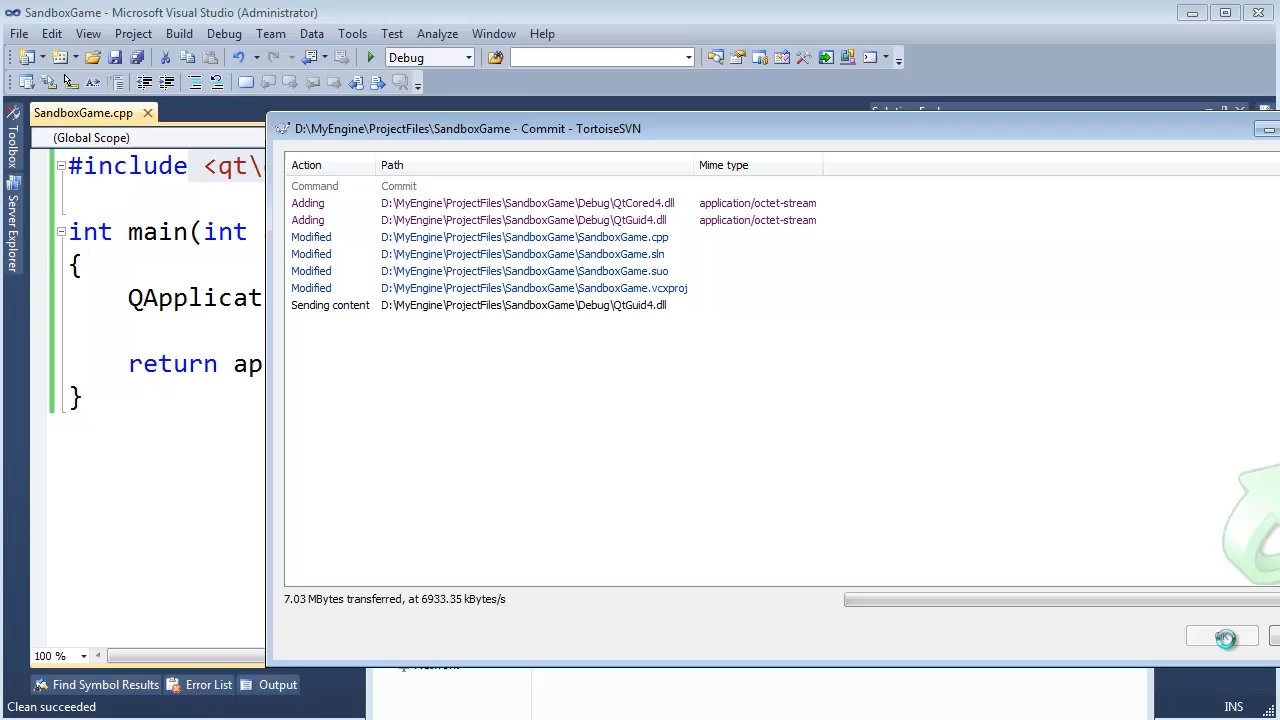 SandboxGame - Microsoft Visual Studio (Administrator)
File Edit View Project Build Debug Team Data Tools Test Analyze Window Help
Debug
SandboxGame.cpp
(Global Scope)
Toolbox
Server Explorer
#include <qt\
int main(int
{
QApplicat
return ap
}
100 %
D:\MyEngine\ProjectFiles\SandboxGame - Commit - TortoiseSVN
Action Path Mime type
Command Commit
Adding D:\MyEngine\ProjectFiles\SandboxGame\Debug\QtCored4.dll application/octet-stream
Adding D:\MyEngine\ProjectFiles\SandboxGame\Debug\QtGuid4.dll application/octet-stream
Modified D:\MyEngine\ProjectFiles\SandboxGame\SandboxGame.cpp
Modified D:\MyEngine\ProjectFiles\SandboxGame\SandboxGame.sln
Modified D:\MyEngine\ProjectFiles\SandboxGame\SandboxGame.suo
Modified D:\MyEngine\ProjectFiles\SandboxGame\SandboxGame.vcxproj
Sending content D:\MyEngine\ProjectFiles\SandboxGame\Debug\QtGuid4.dll
7.03 MBytes transferred, at 6933.35 kBytes/s
Find Symbol Results Error List Output
Clean succeeded INS